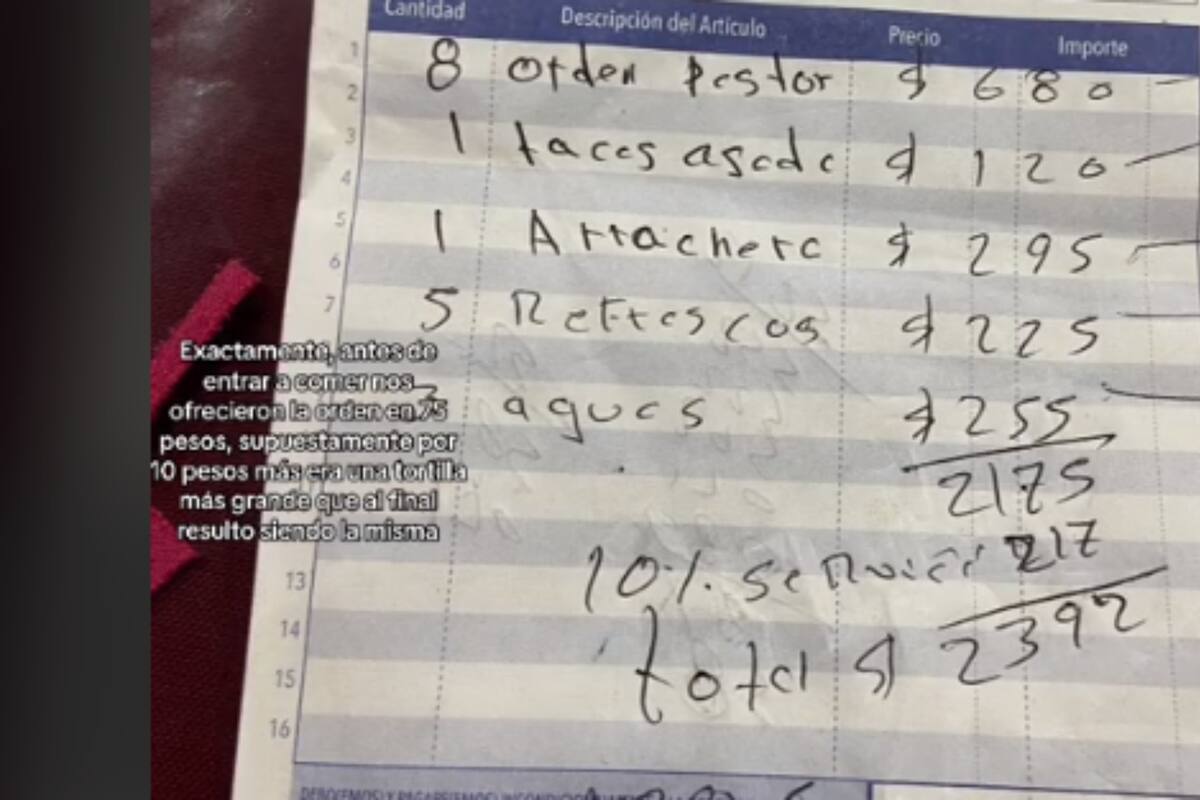 Cantidad Descripción del Artículo Precio Importe
1
2 8 orden Pastor $ 680
3 1 tacos asada $ 120
4
5 1 Arrachera $ 295
6
7 5 Refrescos $ 225
aguas $ 255
2175
10% servicio 217
total $ 2392
13
14
15
16
Exactamente, antes de
entrar a comer nos
ofrecieron la orden en 75
pesos, supuestamente por
10 pesos más era una tortilla
más grande que al final
resulto siendo la misma